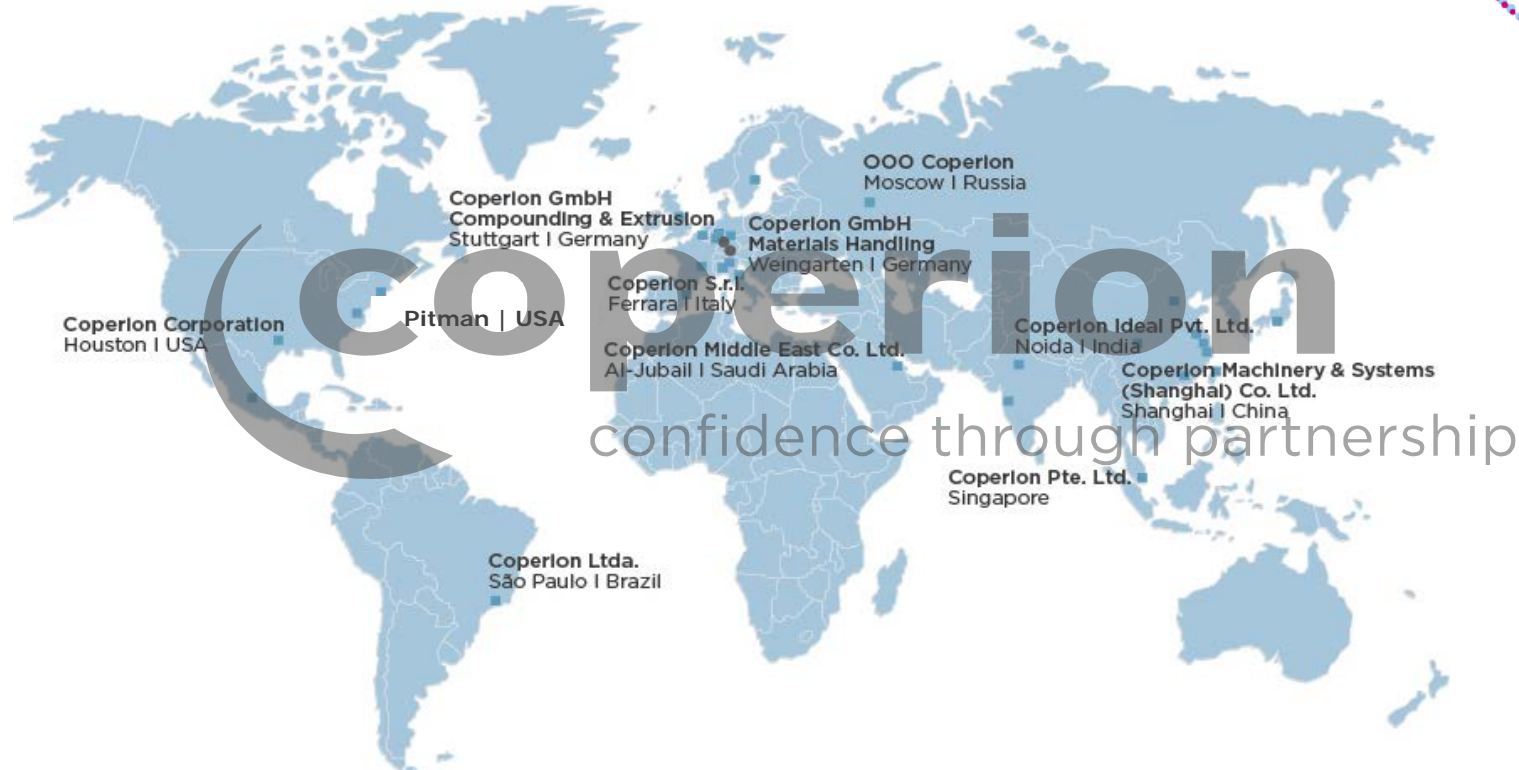 OOO Coperion
Moscow | Russia
Coperion GmbH
Compounding & Extrusion
Stuttgart | Germany
Coperion GmbH
Materials Handling
Weingarten | Germany
coperion
confidence through partnership
Coperion S.r.l.
Ferrara | Italy
Pitman | USA
Coperion Corporation
Houston | USA
Coperion Middle East Co. Ltd.
Al-Jubail | Saudi Arabia
Coperion Ideal Pvt. Ltd.
Noida | India
Coperion Machinery & Systems
(Shanghai) Co. Ltd.
Shanghai | China
Coperion Pte. Ltd.
Singapore
Coperion Ltda.
São Paulo | Brazil